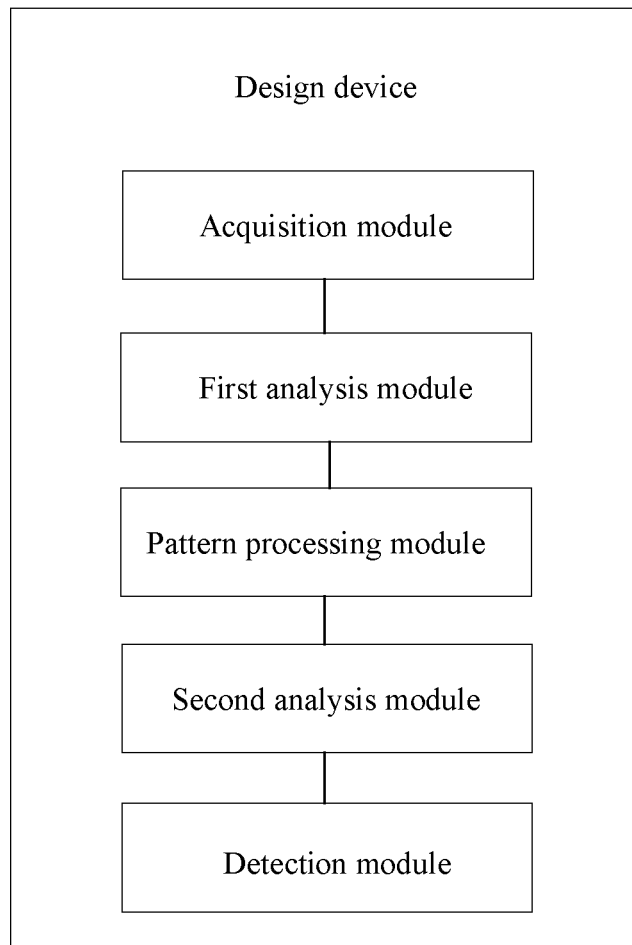 Design device
Acquisition module
First analysis module
Pattern processing module
Second analysis module
Detection module